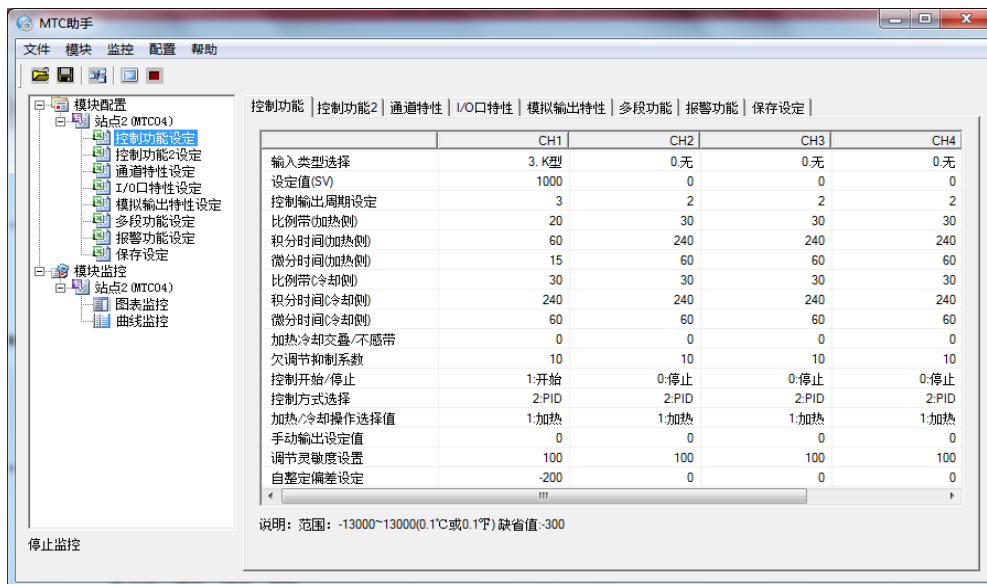 MTC助手
文件 模块 监控 配置 帮助
模块配置
站点2 (MTC04)
控制功能设定
控制功能2设定
通道特性设定
I/O口特性设定
模拟输出特性设定
多段功能设定
报警功能设定
保存设定
模块监控
站点2 (MTC04)
图表监控
曲线监控
停止监控
控制功能 控制功能2 通道特性 I/O口特性 模拟输出特性 多段功能 报警功能 保存设定
CH1 CH2 CH3 CH4
输入类型选择 3. K型 0.无 0.无 0.无
设定值(SV) 1000 0 0 0
控制输出周期设定 3 2 2 2
比例带(加热侧) 20 30 30 30
积分时间(加热侧) 60 240 240 240
微分时间(加热侧) 15 60 60 60
比例带(冷却侧) 30 30 30 30
积分时间(冷却侧) 240 240 240 240
微分时间(冷却侧) 60 60 60 60
加热冷却交叠/不感带 0 0 0 0
欠调节抑制系数 10 10 10 10
控制开始/停止 1:开始 0:停止 0:停止 0:停止
控制方式选择 2:PID 2:PID 2:PID 2:PID
加热/冷却操作选择值 1:加热 1:加热 1:加热 1:加热
手动输出设定值 0 0 0 0
调节灵敏度设置 100 100 100 100
自整定偏差设定 -200 0 0 0
说明：范围：-13000~13000(0.1℃或0.1℉) 缺省值:-300